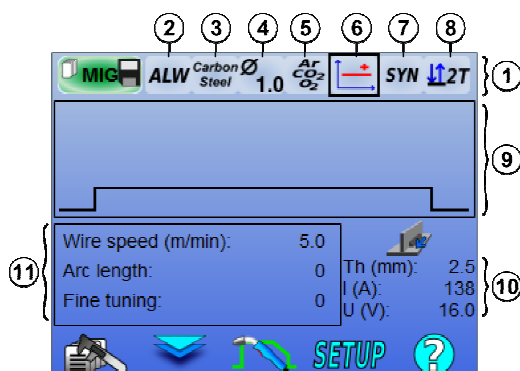 2 3 4 5 6 7 8
MIG ALW Carbon Steel Ø 1.0 Ar CO2 O2 SYN 2T 1
9
Wire speed (m/min): 5.0
Arc length: 0
Fine tuning: 0
11
Th (mm): 2.5
I (A): 138
U (V): 16.0
10
SETUP ?